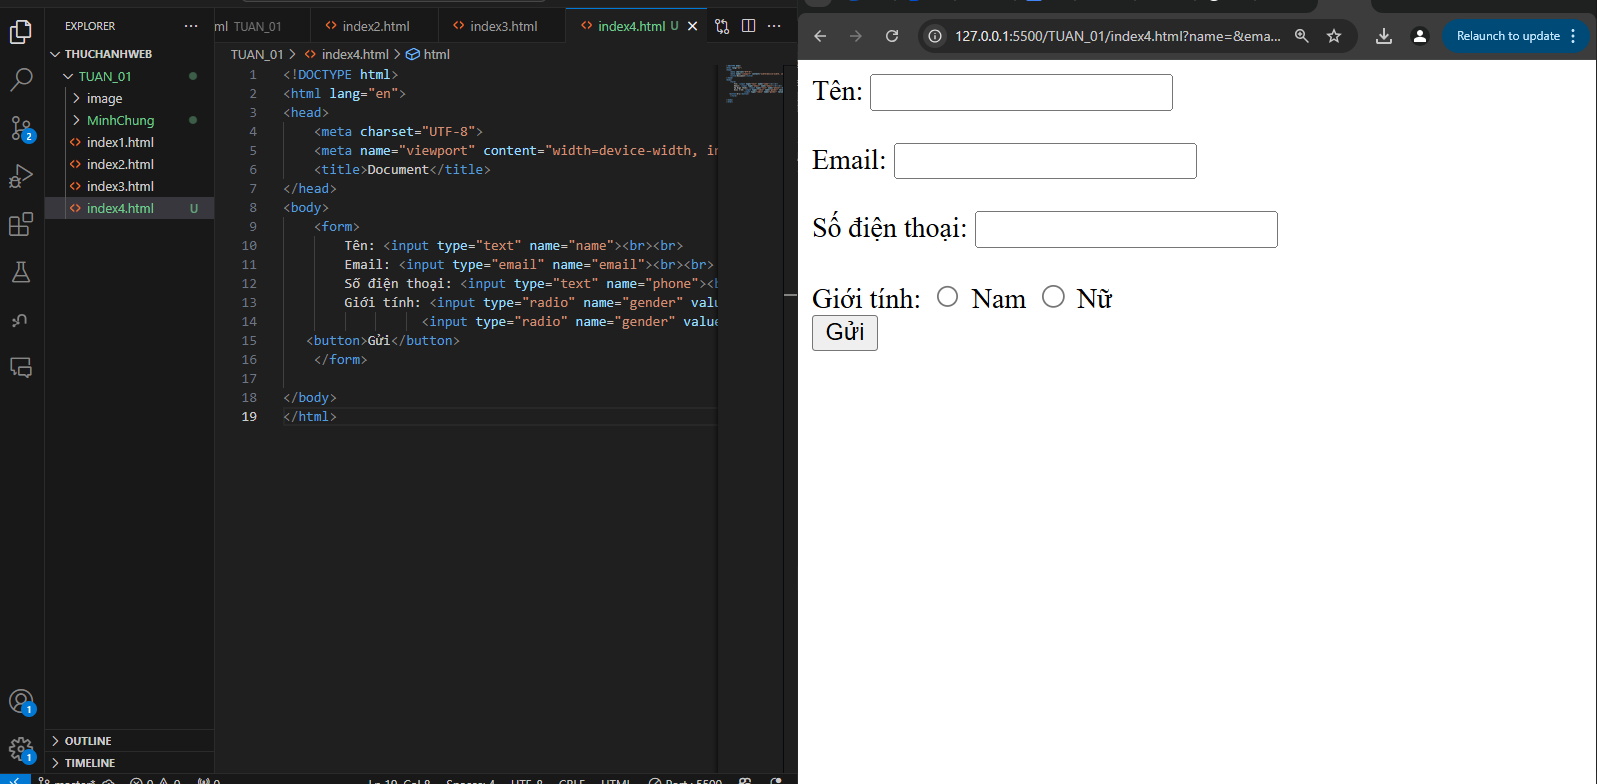 EXPLORER
THUCHANHWEB
TUAN_01
image
MinhChung
index1.html
index2.html
index3.html
index4.html U
OUTLINE
TIMELINE
ml TUAN_01
index2.html
index3.html
index4.html U
TUAN_01 > index4.html > html
1 <!DOCTYPE html>
2 <html lang="en">
3 <head>
4 <meta charset="UTF-8">
5 <meta name="viewport" content="width=device-width, in
6 <title>Document</title>
7 </head>
8 <body>
9 <form>
10 Tên: <input type="text" name="name"><br><br>
11 Email: <input type="email" name="email"><br><br>
12 Số điện thoại: <input type="text" name="phone"><b
13 Giới tính: <input type="radio" name="gender" valu
14 <input type="radio" name="gender" value
15 <button>Gửi</button>
16 </form>
17
18 </body>
19 </html>
2
1
1
127.0.0.1:5500/TUAN_01/index4.html?name=&ema...
Relaunch to update
Tên:
Email:
Số điện thoại:
Giới tính: Nam Nữ
Gửi